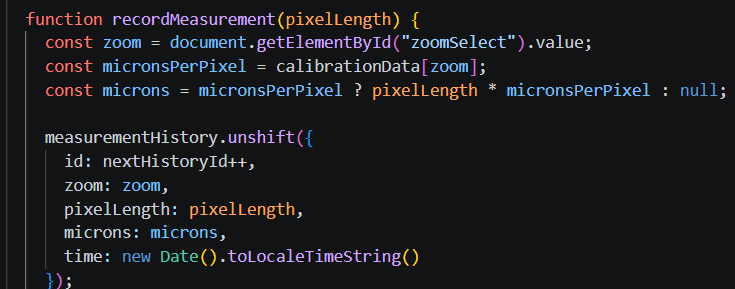 function recordMeasurement(pixelLength) {
const zoom = document.getElementById("zoomSelect").value;
const micronsPerPixel = calibrationData[zoom];
const microns = micronsPerPixel ? pixelLength * micronsPerPixel : null;
measurementHistory.unshift({
id: nextHistoryId++,
zoom: zoom,
pixelLength: pixelLength,
microns: microns,
time: new Date().toLocaleTimeString()
});